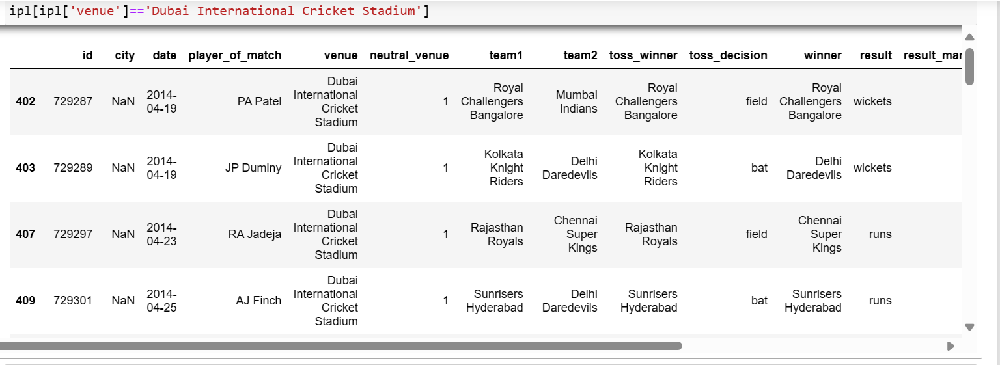 ipl[ipl['venue']=='Dubai International Cricket Stadium']
id city date player_of_match venue neutral_venue team1 team2 toss_winner toss_decision winner result result_mar
402 729287 NaN 2014-04-19 PA Patel Dubai International Cricket Stadium 1 Royal Challengers Bangalore Mumbai Indians Royal Challengers Bangalore field Royal Challengers Bangalore wickets
403 729289 NaN 2014-04-19 JP Duminy Dubai International Cricket Stadium 1 Kolkata Knight Riders Delhi Daredevils Kolkata Knight Riders bat Delhi Daredevils wickets
407 729297 NaN 2014-04-23 RA Jadeja Dubai International Cricket Stadium 1 Rajasthan Royals Chennai Super Kings Rajasthan Royals field Chennai Super Kings runs
409 729301 NaN 2014-04-25 AJ Finch Dubai International Cricket Stadium 1 Sunrisers Hyderabad Delhi Daredevils Sunrisers Hyderabad bat Sunrisers Hyderabad runs